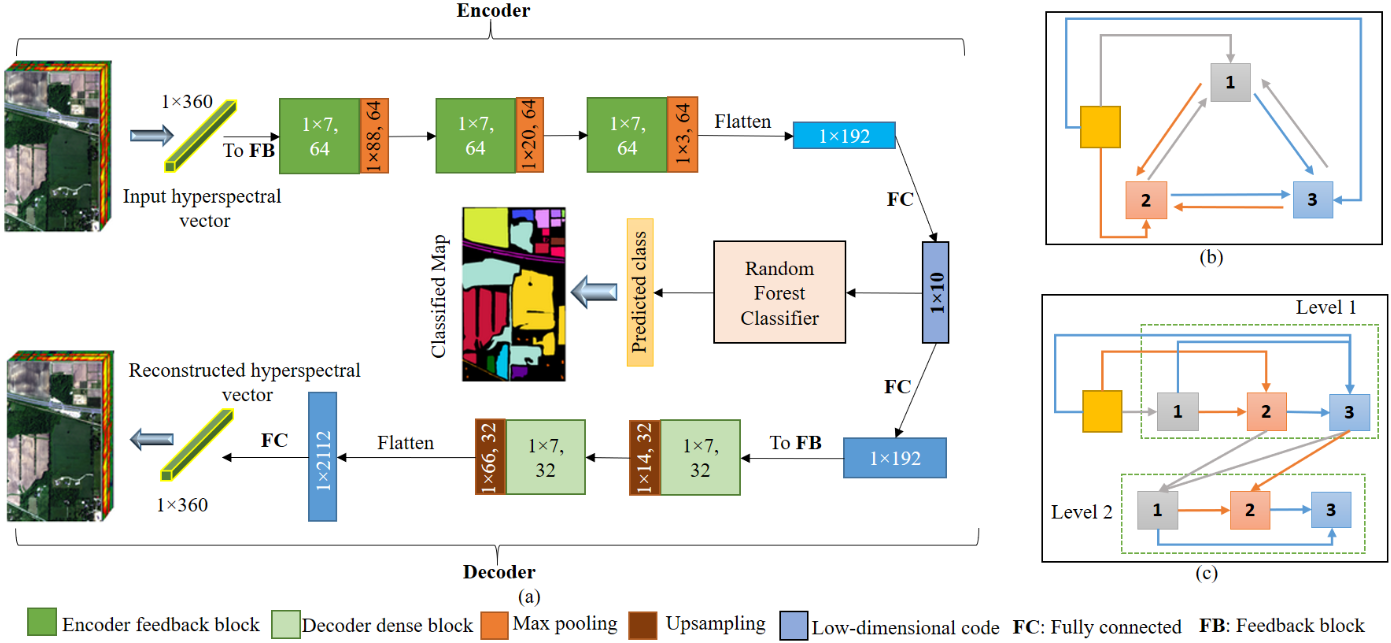 Encoder
1×360
To FB
Input hyperspectral
vector
1×7,
64
1×88, 64
1×7,
64
1×20, 64
1×7,
64
1×3, 64
Flatten
1×192
FC
1×10
Random
Forest
Classifier
Predicted class
Classified Map
FC
1×192
To FB
1×7,
32
1×14, 32
1×7,
32
1×66, 32
Flatten
1×2112
FC
Reconstructed hyperspectral
vector
1×360
Decoder
(a)
1
2
3
(b)
Level 1
1
2
3
Level 2
1
2
3
(c)
Encoder feedback block
Decoder dense block
Max pooling
Upsampling
Low-dimensional code
FC: Fully connected
FB: Feedback block